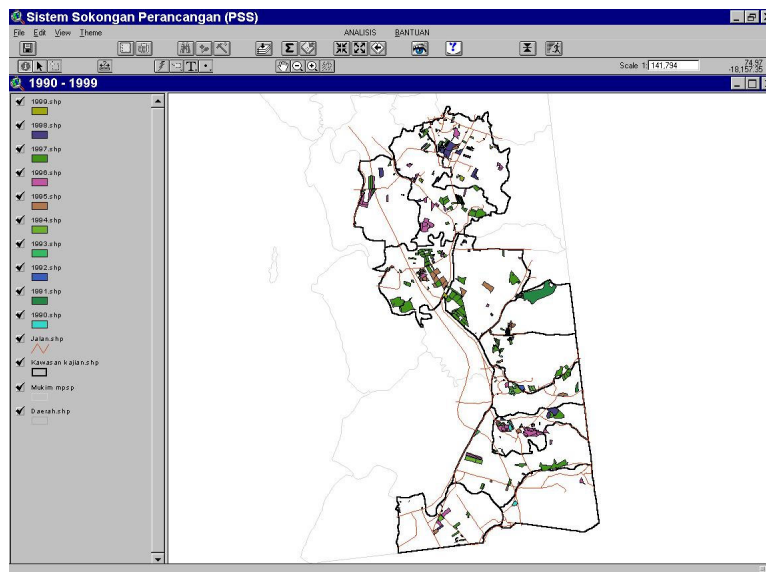 Sistem Sokongan Perancangan (PSS)
File Edit View Theme ANALISIS BANTUAN
Scale 1: 141,794
74.97
-18,157.35
1990 - 1999
1999.shp
1998.shp
1997.shp
1996.shp
1995.shp
1994.shp
1993.shp
1992.shp
1991.shp
1990.shp
Jalan.shp
Kawasan kajian.shp
Mukim mpsp
Daerah.shp